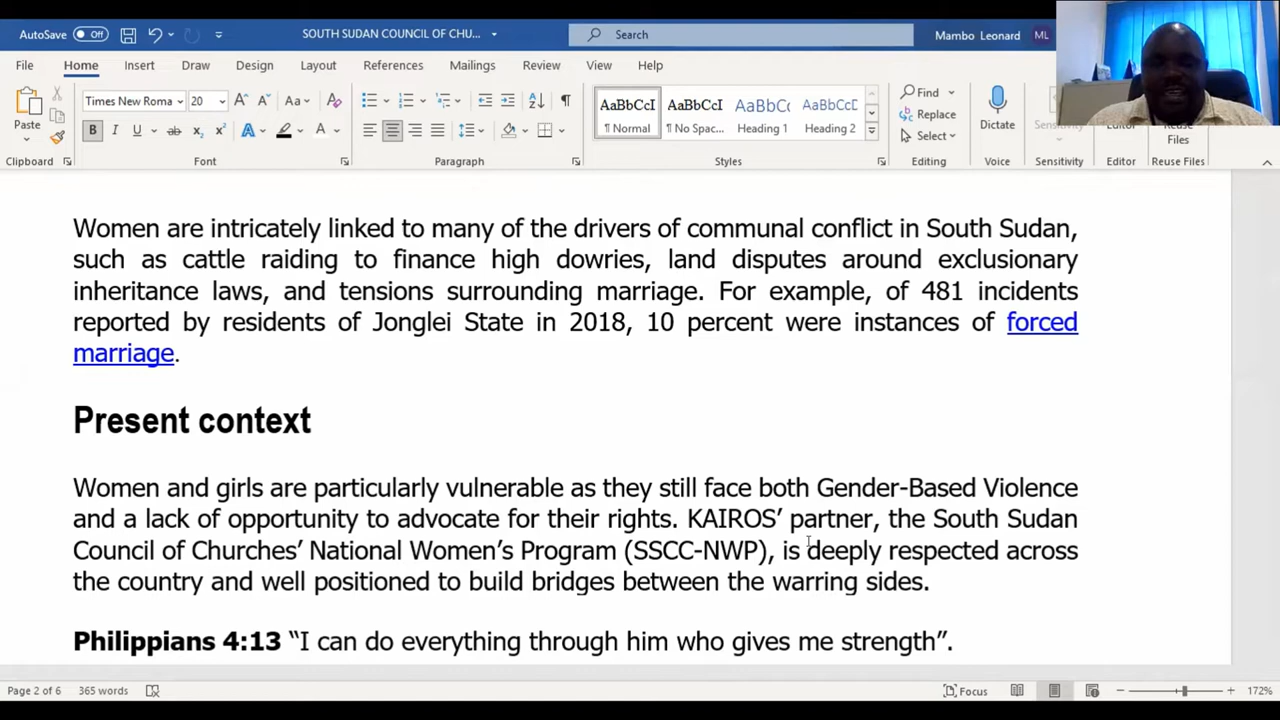 AutoSave Off SOUTH SUDAN COUNCIL OF CHU... Search Mambo Leonard ML
File Home Insert Draw Design Layout References Mailings Review View Help
Paste
Clipboard
Times New Roma 20 Aa
B I U ab x₂ x² A A
Font
Paragraph
AaBbCcI AaBbCcI AaBbCc AaBbCcE
¶ Normal ¶ No Spac... Heading 1 Heading 2
Styles
Find
Replace
Select
Editing
Dictate
Voice
Sensitivity
Sensitivity
Editor
Editor
Reuse
Files
Reuse Files
Women are intricately linked to many of the drivers of communal conflict in South Sudan,
such as cattle raiding to finance high dowries, land disputes around exclusionary
inheritance laws, and tensions surrounding marriage. For example, of 481 incidents
reported by residents of Jonglei State in 2018, 10 percent were instances of forced
marriage.
Present context
Women and girls are particularly vulnerable as they still face both Gender-Based Violence
and a lack of opportunity to advocate for their rights. KAIROS’ partner, the South Sudan
Council of Churches’ National Women’s Program (SSCC-NWP), is deeply respected across
the country and well positioned to build bridges between the warring sides.
Philippians 4:13 “I can do everything through him who gives me strength”.
Page 2 of 6 365 words Focus 172%